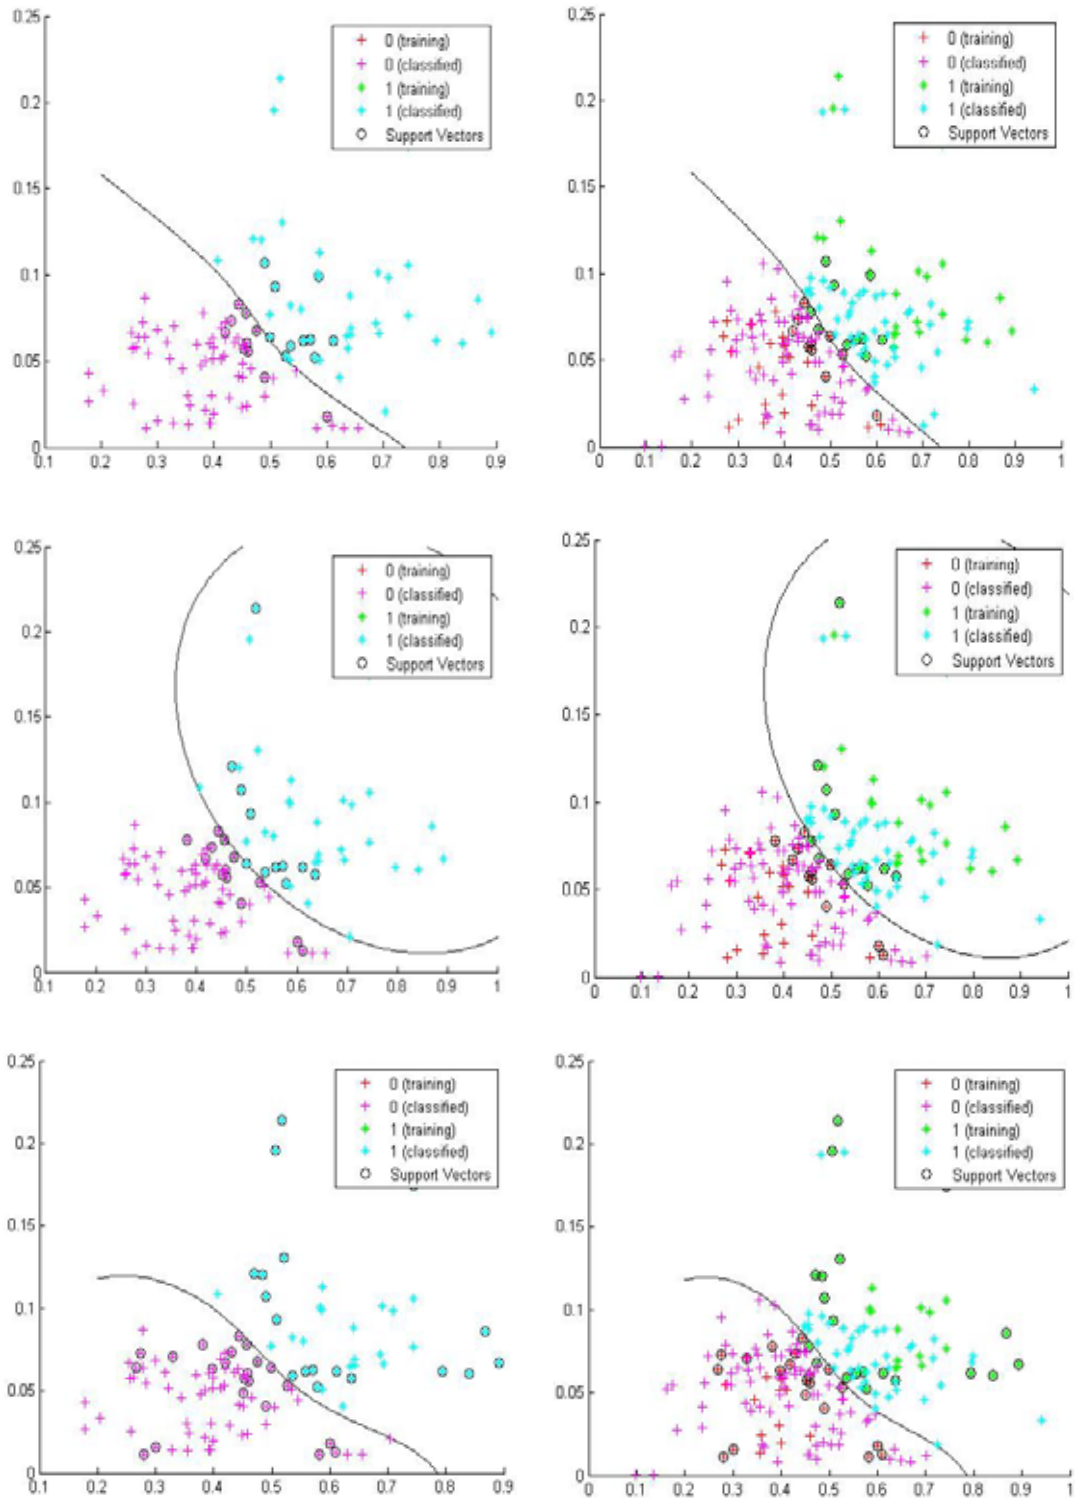 0.25
0.2
0.15
0.1
0.05
0
0.1 0.2 0.3 0.4 0.5 0.6 0.7 0.8 0.9
0 (training)
0 (classified)
1 (training)
1 (classified)
Support Vectors
0.25
0.2
0.15
0.1
0.05
0
0 0.1 0.2 0.3 0.4 0.5 0.6 0.7 0.8 0.9 1
0 (training)
0 (classified)
1 (training)
1 (classified)
Support Vectors
0.25
0.2
0.15
0.1
0.05
0
0.1 0.2 0.3 0.4 0.5 0.6 0.7 0.8 0.9 1
0 (training)
0 (classified)
1 (training)
1 (classified)
Support Vectors
0.25
0.2
0.15
0.1
0.05
0
0 0.1 0.2 0.3 0.4 0.5 0.6 0.7 0.8 0.9 1
0 (training)
0 (classified)
1 (training)
1 (classified)
Support Vectors
0.25
0.2
0.15
0.1
0.05
0
0.1 0.2 0.3 0.4 0.5 0.6 0.7 0.8 0.9
0 (training)
0 (classified)
1 (training)
1 (classified)
Support Vectors
0.25
0.2
0.15
0.1
0.05
0
0 0.1 0.2 0.3 0.4 0.5 0.6 0.7 0.8 0.9 1
0 (training)
0 (classified)
1 (training)
1 (classified)
Support Vectors